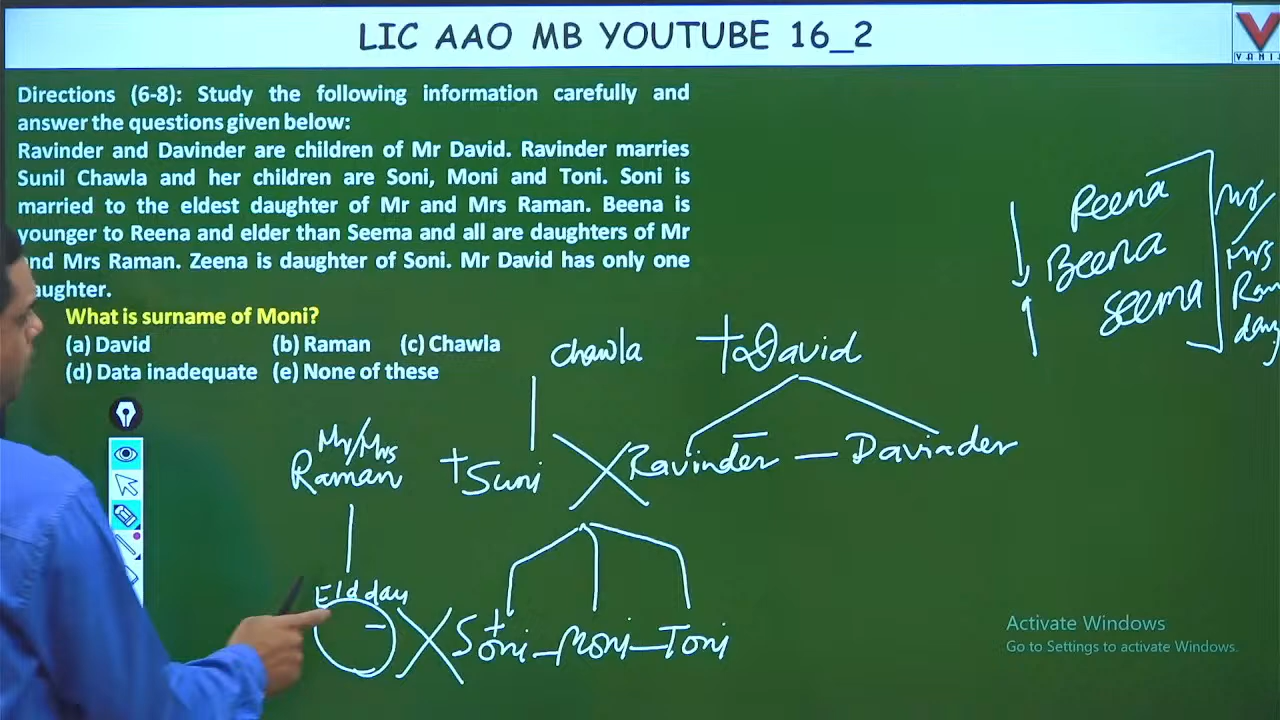 LIC AAO MB YOUTUBE 16_2
Directions (6-8): Study the following information carefully and
answer the questions given below:
Ravinder and Davinder are children of Mr David. Ravinder marries
Sunil Chawla and her children are Soni, Moni and Toni. Soni is
married to the eldest daughter of Mr and Mrs Raman. Beena is
younger to Reena and elder than Seema and all are daughters of Mr
nd Mrs Raman. Zeena is daughter of Soni. Mr David has only one
aughter.
What is surname of Moni?
(a) David (b) Raman (c) Chawla
(d) Data inadequate (e) None of these
Reena
Beena
Seema
Mr/
Mrs
Ram
dau
Chawla +David
Mr/Mrs
Raman +Suni Ravinder — Davinder
Eld dau
Soni — Moni — Toni
Activate Windows
Go to Settings to activate Windows.